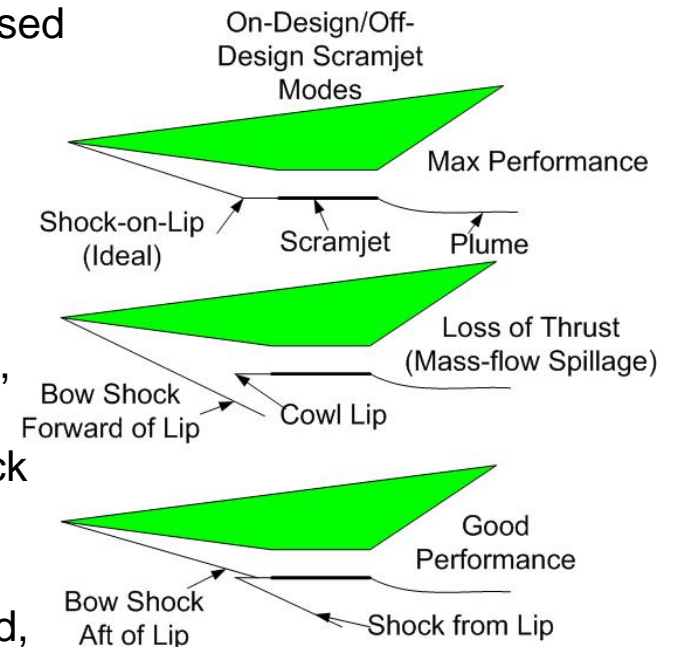 sed
On-Design/Off-
Design Scramjet
Modes
Max Performance
Shock-on-Lip
(Ideal)
Scramjet
Plume
Loss of Thrust
(Mass-flow Spillage)
,
Bow Shock
Forward of Lip
Cowl Lip
ck
Good
Performance
Bow Shock
Aft of Lip
Shock from Lip
d,